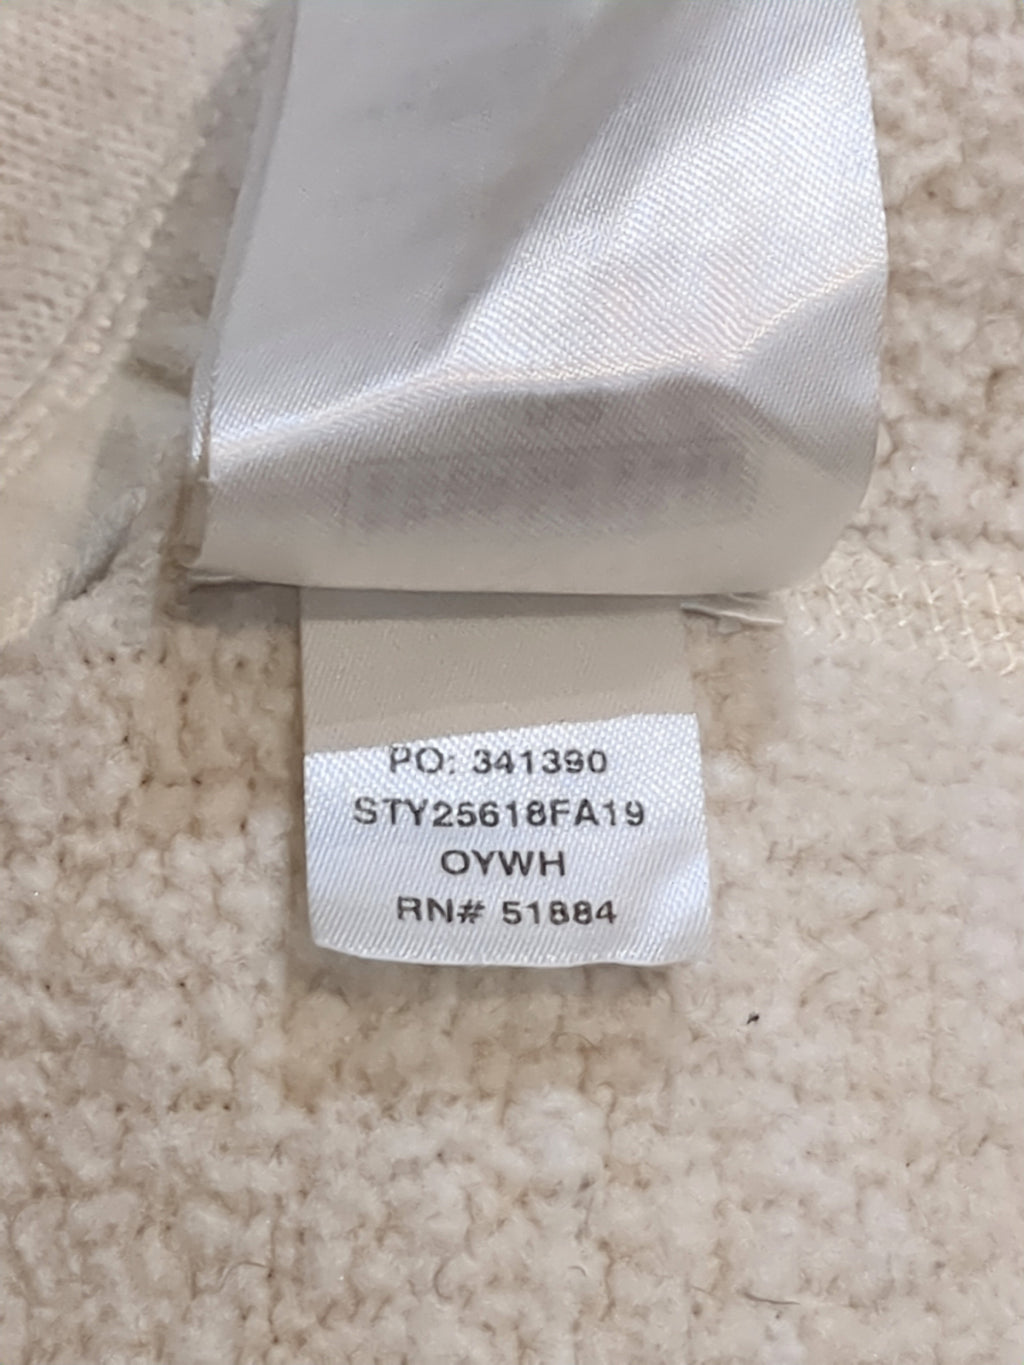 PO: 341390
STY25618FA19
OYWH
RN# 51884